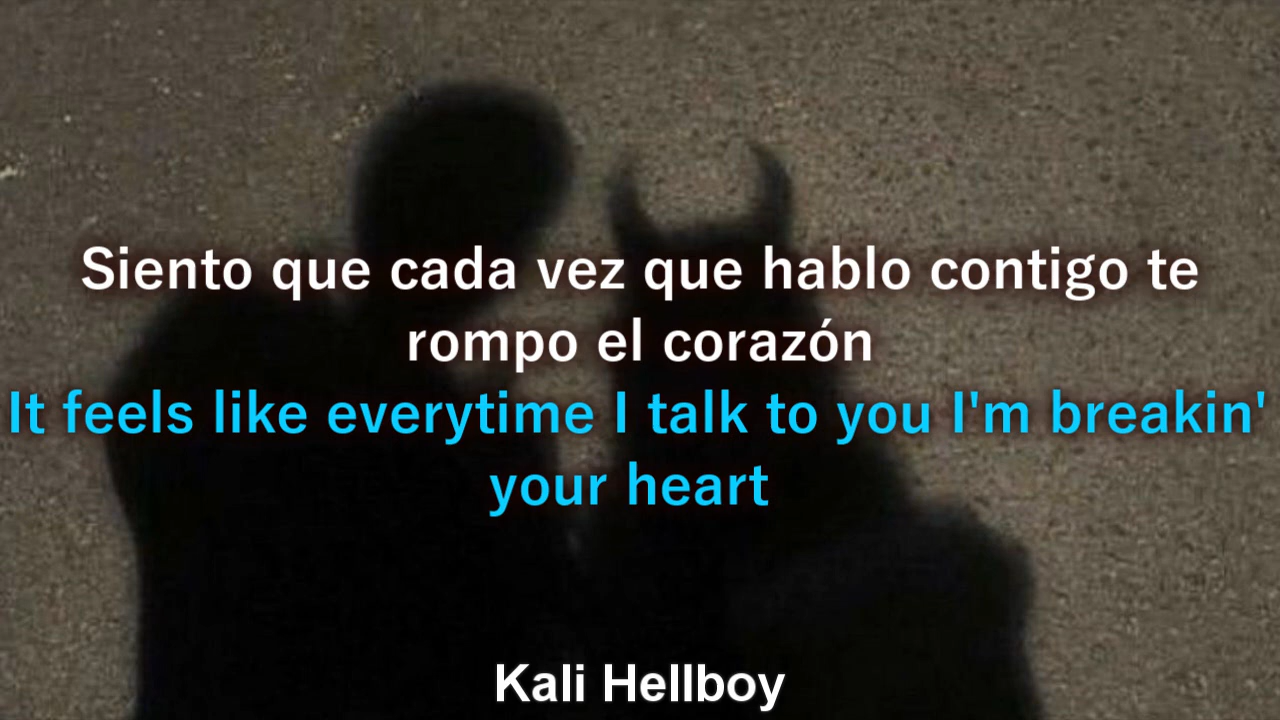 Siento que cada vez que hablo contigo te
rompo el corazón
It feels like everytime I talk to you I'm breakin'
your heart
Kali Hellboy